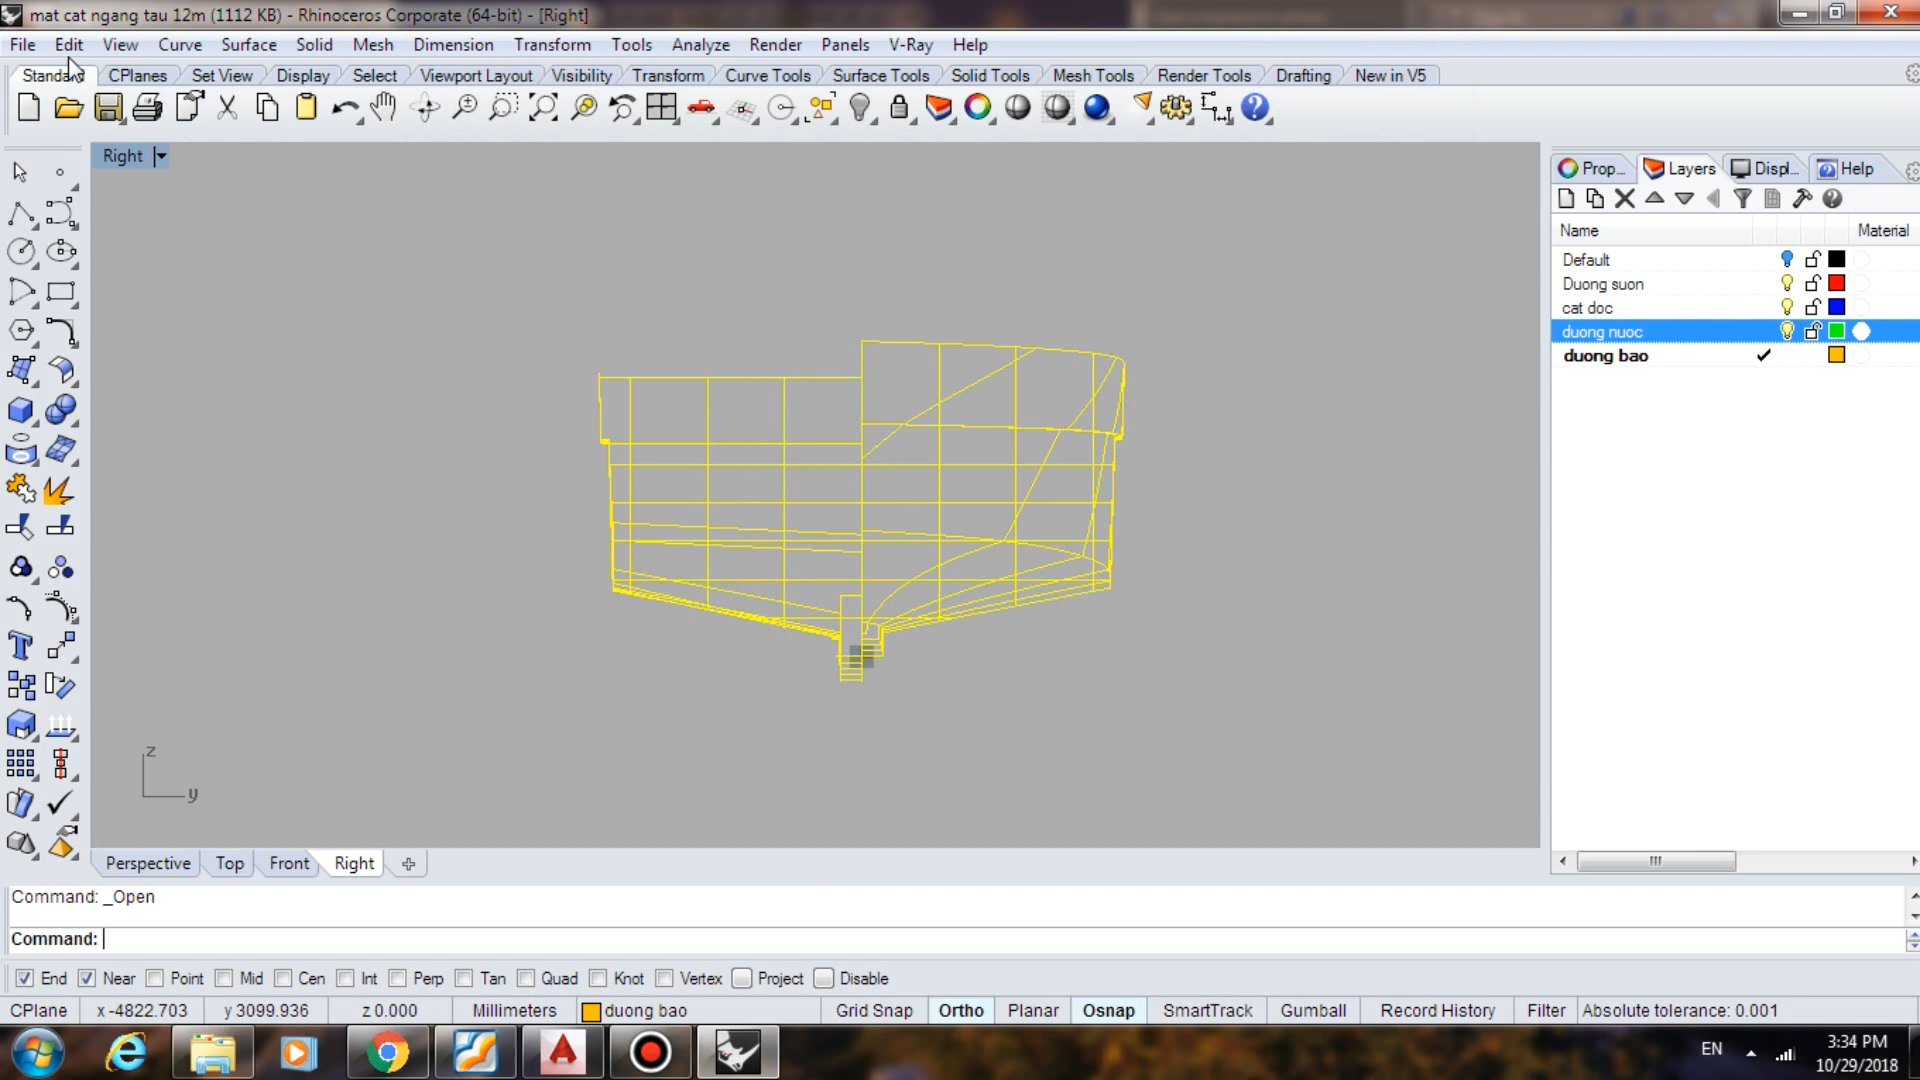 mat cat ngang tau 12m (1112 KB) - Rhinoceros Corporate (64-bit) - [Right]
File Edit View Curve Surface Solid Mesh Dimension Transform Tools Analyze Render Panels V-Ray Help
Standard CPlanes Set View Display Select Viewport Layout Visibility Transform Curve Tools Surface Tools Solid Tools Mesh Tools Render Tools Drafting New in V5
Right
Prop... Layers Displ... Help
Name Material
Default
Duong suon
cat doc
duong nuoc
duong bao
z
y
Perspective Top Front Right
Command: _Open
Command:
End Near Point Mid Cen Int Perp Tan Quad Knot Vertex Project Disable
CPlane x -4822.703 y 3099.936 z 0.000 Millimeters duong bao Grid Snap Ortho Planar Osnap SmartTrack Gumball Record History Filter Absolute tolerance: 0.001
EN
3:34 PM
10/29/2018